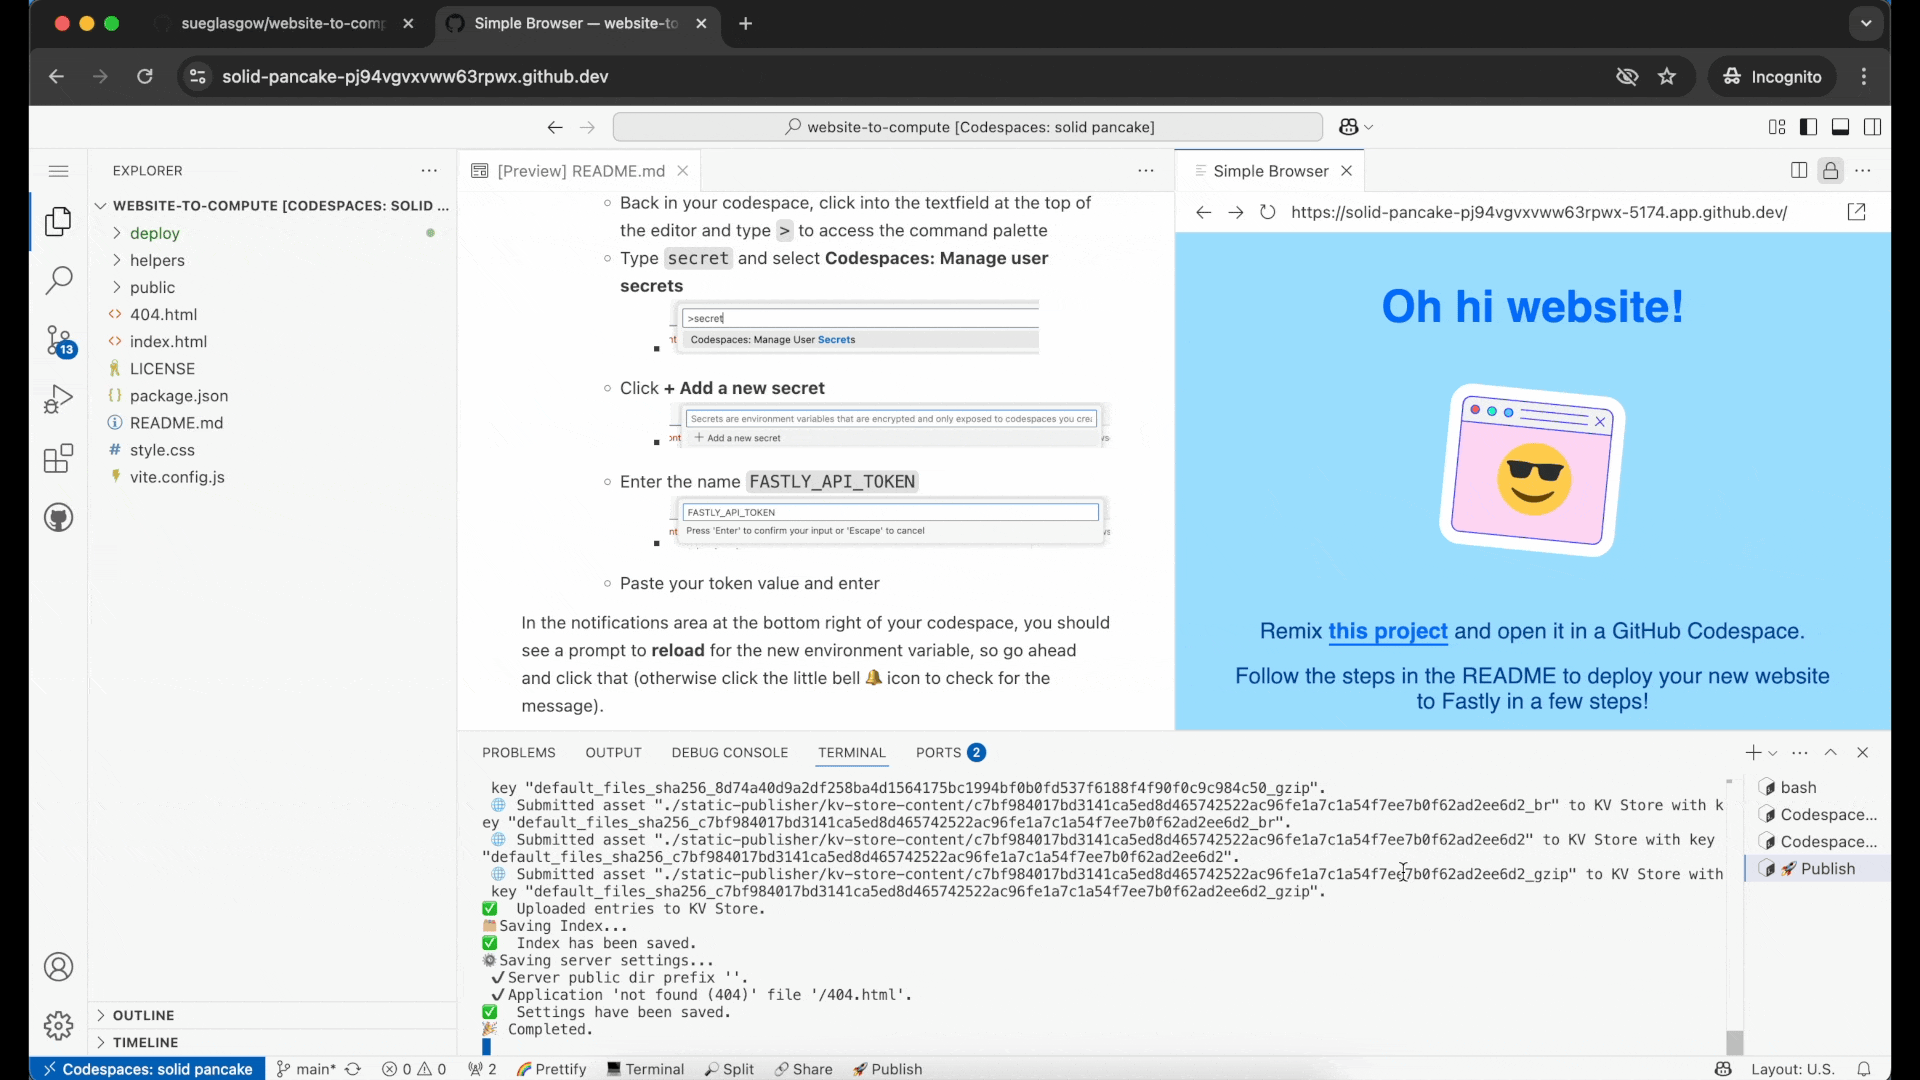 sueglasgow/website-to-comp
Simple Browser — website-to
solid-pancake-pj94vgvxvww63rpwx.github.dev
Incognito
website-to-compute [Codespaces: solid pancake]
EXPLORER
[Preview] README.md
Simple Browser
WEBSITE-TO-COMPUTE [CODESPACES: SOLID ...
deploy
helpers
public
404.html
index.html
LICENSE
package.json
README.md
style.css
vite.config.js
13
OUTLINE
TIMELINE
Back in your codespace, click into the textfield at the top of
the editor and type > to access the command palette
Type secret and select Codespaces: Manage user
secrets
>secret
Codespaces: Manage User Secrets
Click + Add a new secret
Secrets are environment variables that are encrypted and only exposed to codespaces you cre
+ Add a new secret
Enter the name FASTLY_API_TOKEN
FASTLY_API_TOKEN
Press 'Enter' to confirm your input or 'Escape' to cancel
Paste your token value and enter
In the notifications area at the bottom right of your codespace, you should
see a prompt to reload for the new environment variable, so go ahead
and click that (otherwise click the little bell 🔔 icon to check for the
message).
https://solid-pancake-pj94vgvxvww63rpwx-5174.app.github.dev/
Oh hi website!
Remix this project and open it in a GitHub Codespace.
Follow the steps in the README to deploy your new website
to Fastly in a few steps!
PROBLEMS OUTPUT DEBUG CONSOLE TERMINAL PORTS 2
key "default_files_sha256_8d74a40d9a2df258ba4d1564175bc1994bf0b0fd537f6188f4f90f0c9c984c50_gzip".
🌐 Submitted asset "./static-publisher/kv-store-content/c7bf984017bd3141ca5ed8d465742522ac96fe1a7c1a54f7ee7b0f62ad2ee6d2_br" to KV Store with k
ey "default_files_sha256_c7bf984017bd3141ca5ed8d465742522ac96fe1a7c1a54f7ee7b0f62ad2ee6d2_br".
🌐 Submitted asset "./static-publisher/kv-store-content/c7bf984017bd3141ca5ed8d465742522ac96fe1a7c1a54f7ee7b0f62ad2ee6d2" to KV Store with key
"default_files_sha256_c7bf984017bd3141ca5ed8d465742522ac96fe1a7c1a54f7ee7b0f62ad2ee6d2".
🌐 Submitted asset "./static-publisher/kv-store-content/c7bf984017bd3141ca5ed8d465742522ac96fe1a7c1a54f7ee7b0f62ad2ee6d2_gzip" to KV Store with
key "default_files_sha256_c7bf984017bd3141ca5ed8d465742522ac96fe1a7c1a54f7ee7b0f62ad2ee6d2_gzip".
✅ Uploaded entries to KV Store.
🗂️Saving Index...
✅ Index has been saved.
⚙️Saving server settings...
✔Server public dir prefix ''.
✔Application 'not found (404)' file '/404.html'.
✅ Settings have been saved.
🎉 Completed.
bash
Codespace...
Codespace...
🚀 Publish
Codespaces: solid pancake
main*
0
0
2
🌈 Prettify
Terminal
Split
Share
🚀 Publish
Layout: U.S.